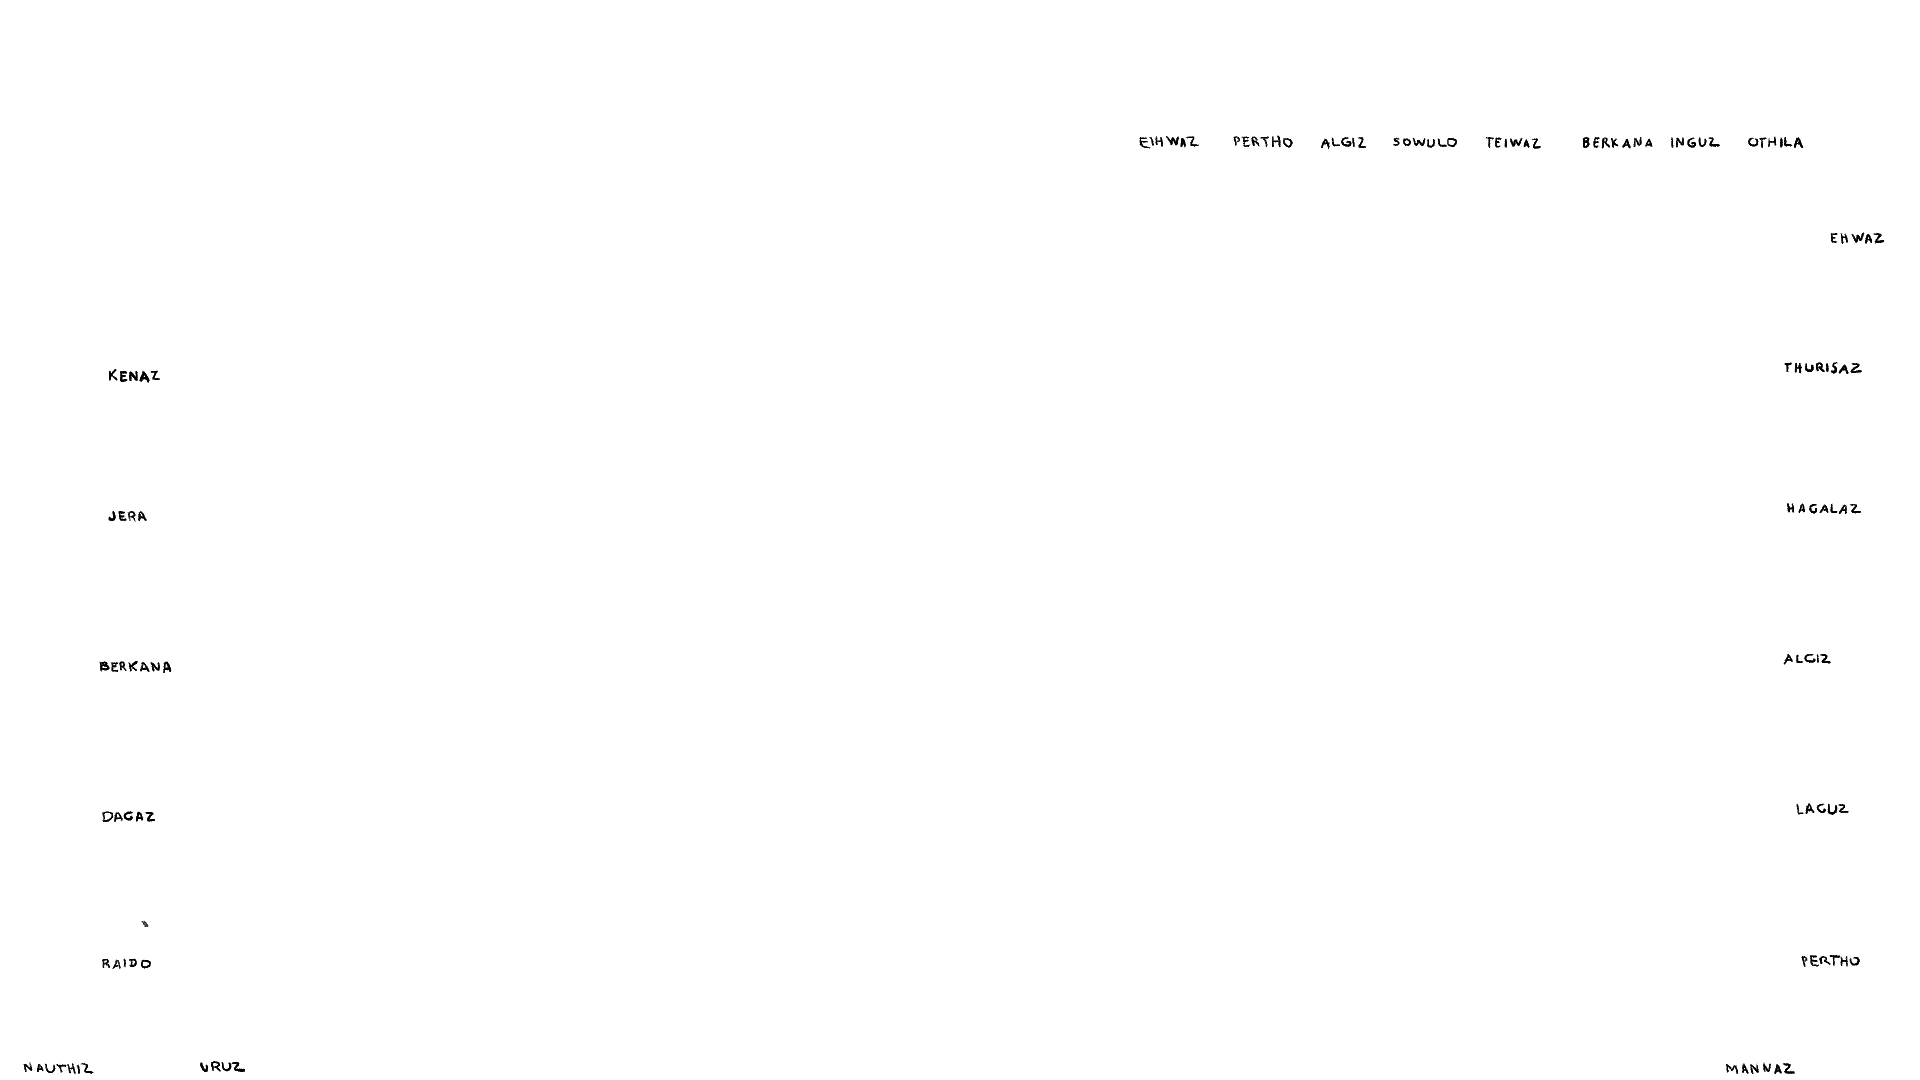 EIHWAZ PERTHO ALGIZ SOWULO TEIWAZ BERKANA INGUZ OTHILA
EHWAZ
KENAZ THURISAZ
JERA HAGALAZ
BERKANA ALGIZ
DAGAZ LAGUZ
RAIDO PERTHO
NAUTHIZ URUZ MANNAZ